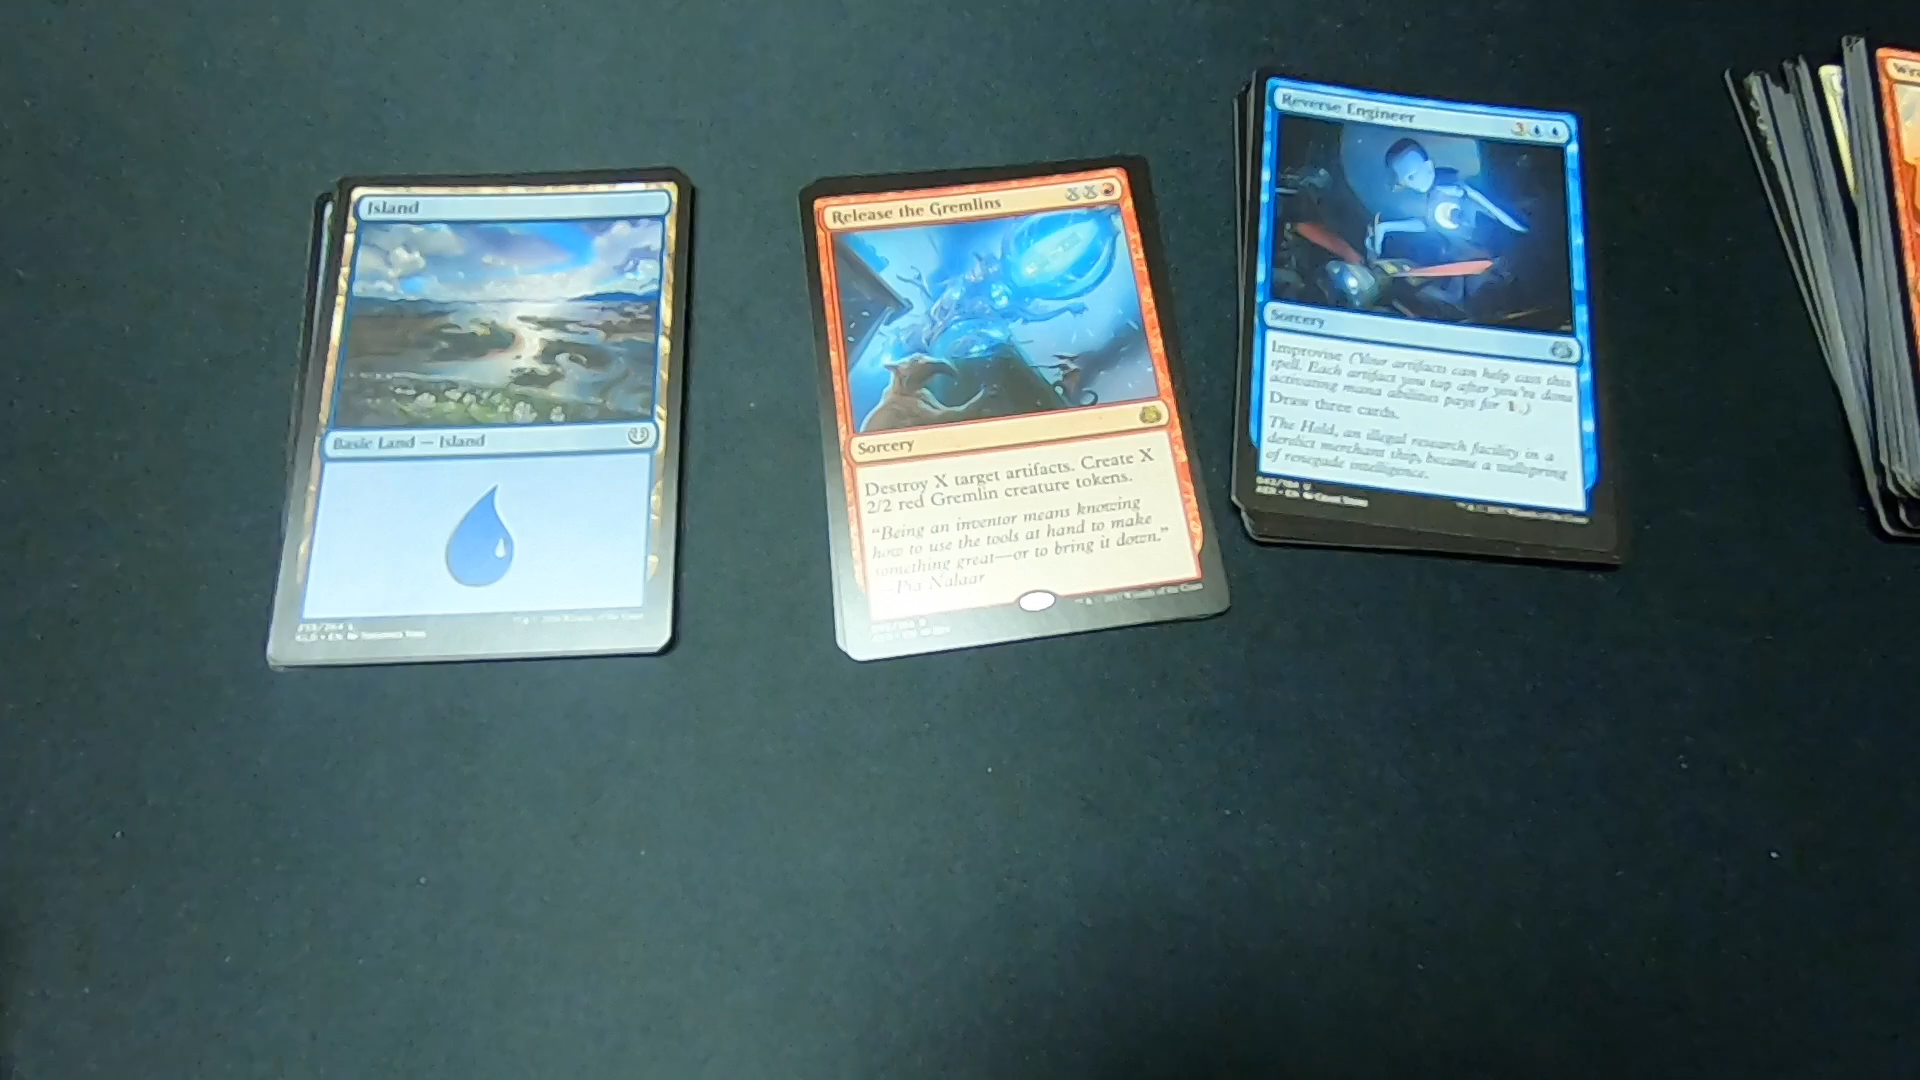 Island
Basic Land — Island
Release the Gremlins
XX
Sorcery
Destroy X target artifacts. Create X
2/2 red Gremlin creature tokens.
“Being an inventor means knowing
how to use the tools at hand to make
something great—or to bring it down.”
—Pia Nalaar
Reverse Engineer
3
Sorcery
Improvise (Your artifacts can help cast this
spell. Each artifact you tap after you're done
activating mana abilities pays for 1.)
Draw three cards.
The Hold, an illegal research facility in a
derelict merchant ship, became a wellspring
of renegade intelligence.